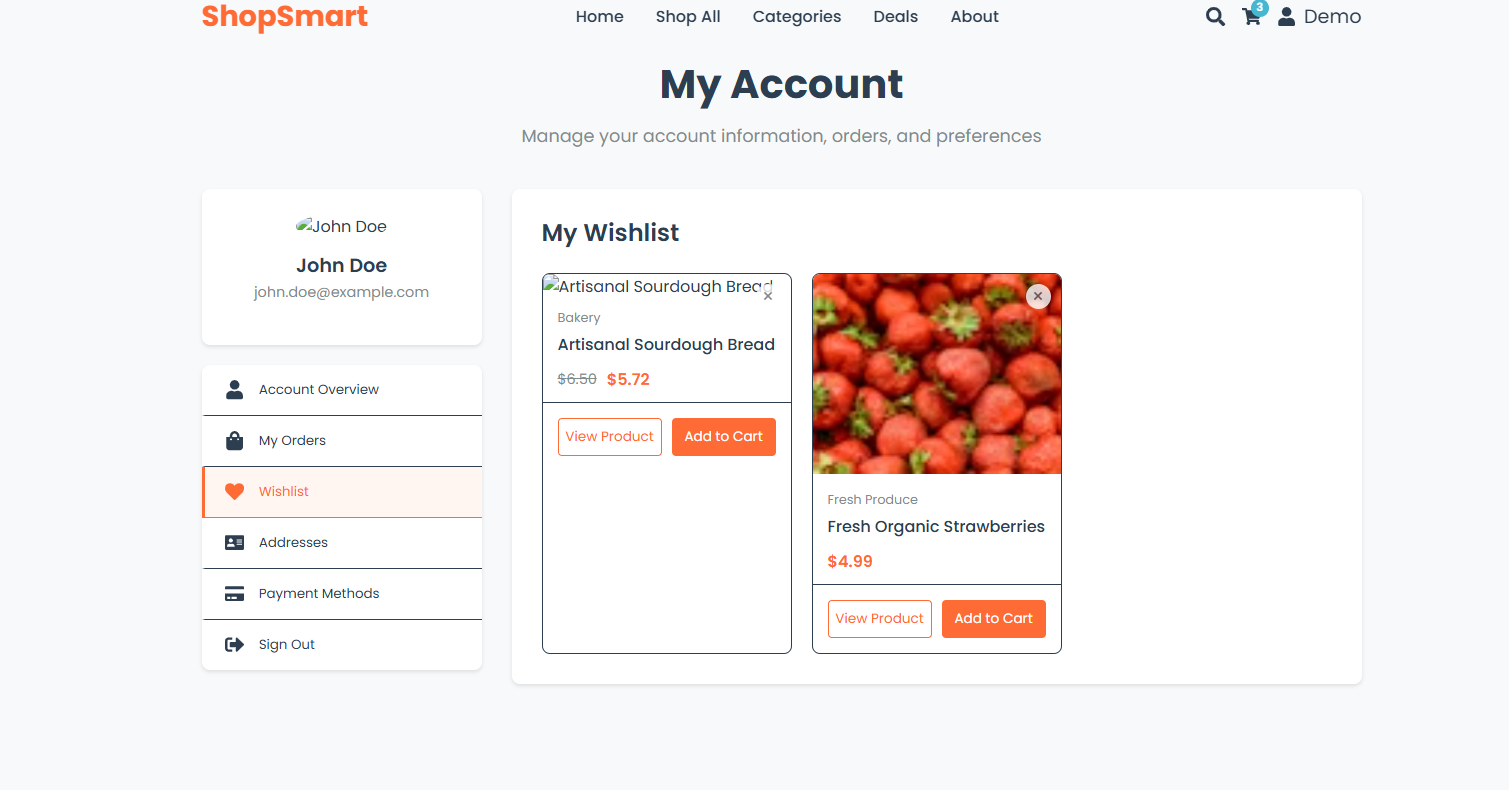 ShopSmart
Home Shop All Categories Deals About
3
Demo
My Account
Manage your account information, orders, and preferences
John Doe
John Doe
john.doe@example.com
Account Overview
My Orders
Wishlist
Addresses
Payment Methods
Sign Out
My Wishlist
Artisanal Sourdough Bread
Bakery
Artisanal Sourdough Bread
$6.50 $5.72
View Product Add to Cart
Fresh Produce
Fresh Organic Strawberries
$4.99
View Product Add to Cart